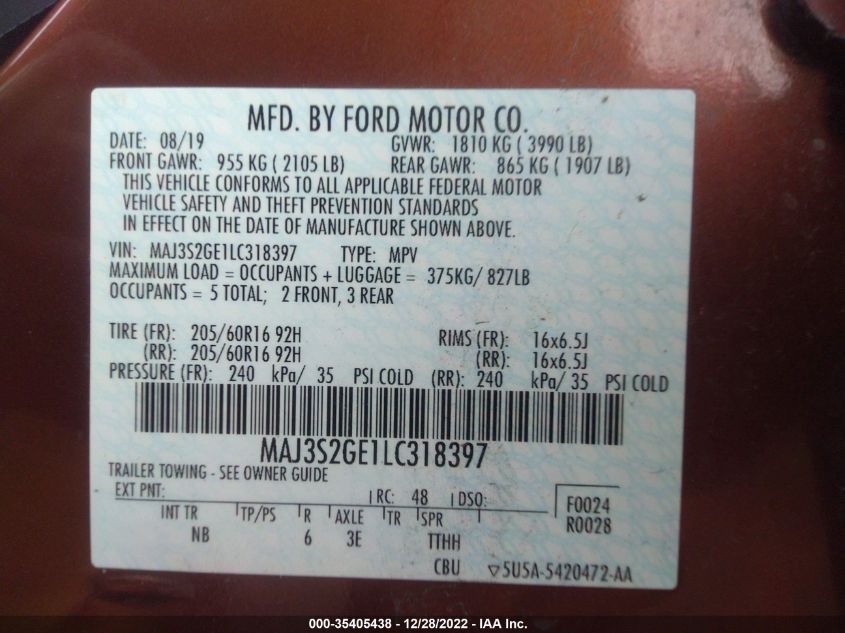 MFD. BY FORD MOTOR CO.
DATE: 08/19 GVWR: 1810 KG ( 3990 LB)
FRONT GAWR: 955 KG ( 2105 LB) REAR GAWR: 865 KG ( 1907 LB)
THIS VEHICLE CONFORMS TO ALL APPLICABLE FEDERAL MOTOR
VEHICLE SAFETY AND THEFT PREVENTION STANDARDS
IN EFFECT ON THE DATE OF MANUFACTURE SHOWN ABOVE.
VIN: MAJ3S2GE1LC318397 TYPE: MPV
MAXIMUM LOAD = OCCUPANTS + LUGGAGE = 375KG/ 827LB
OCCUPANTS = 5 TOTAL; 2 FRONT, 3 REAR
TIRE (FR): 205/60R16 92H RIMS (FR): 16x6.5J
(RR): 205/60R16 92H (RR): 16x6.5J
PRESSURE (FR): 240 kPa/ 35 PSI COLD (RR): 240 kPa/ 35 PSI COLD
MAJ3S2GE1LC318397
TRAILER TOWING - SEE OWNER GUIDE
EXT PNT: RC: 48 DSO: F0024
R0028
INT TR TP/PS R AXLE TR SPR
NB 6 3E TTHH
CBU ▽5U5A-5420472-AA
000-35405438 - 12/28/2022 - IAA Inc.